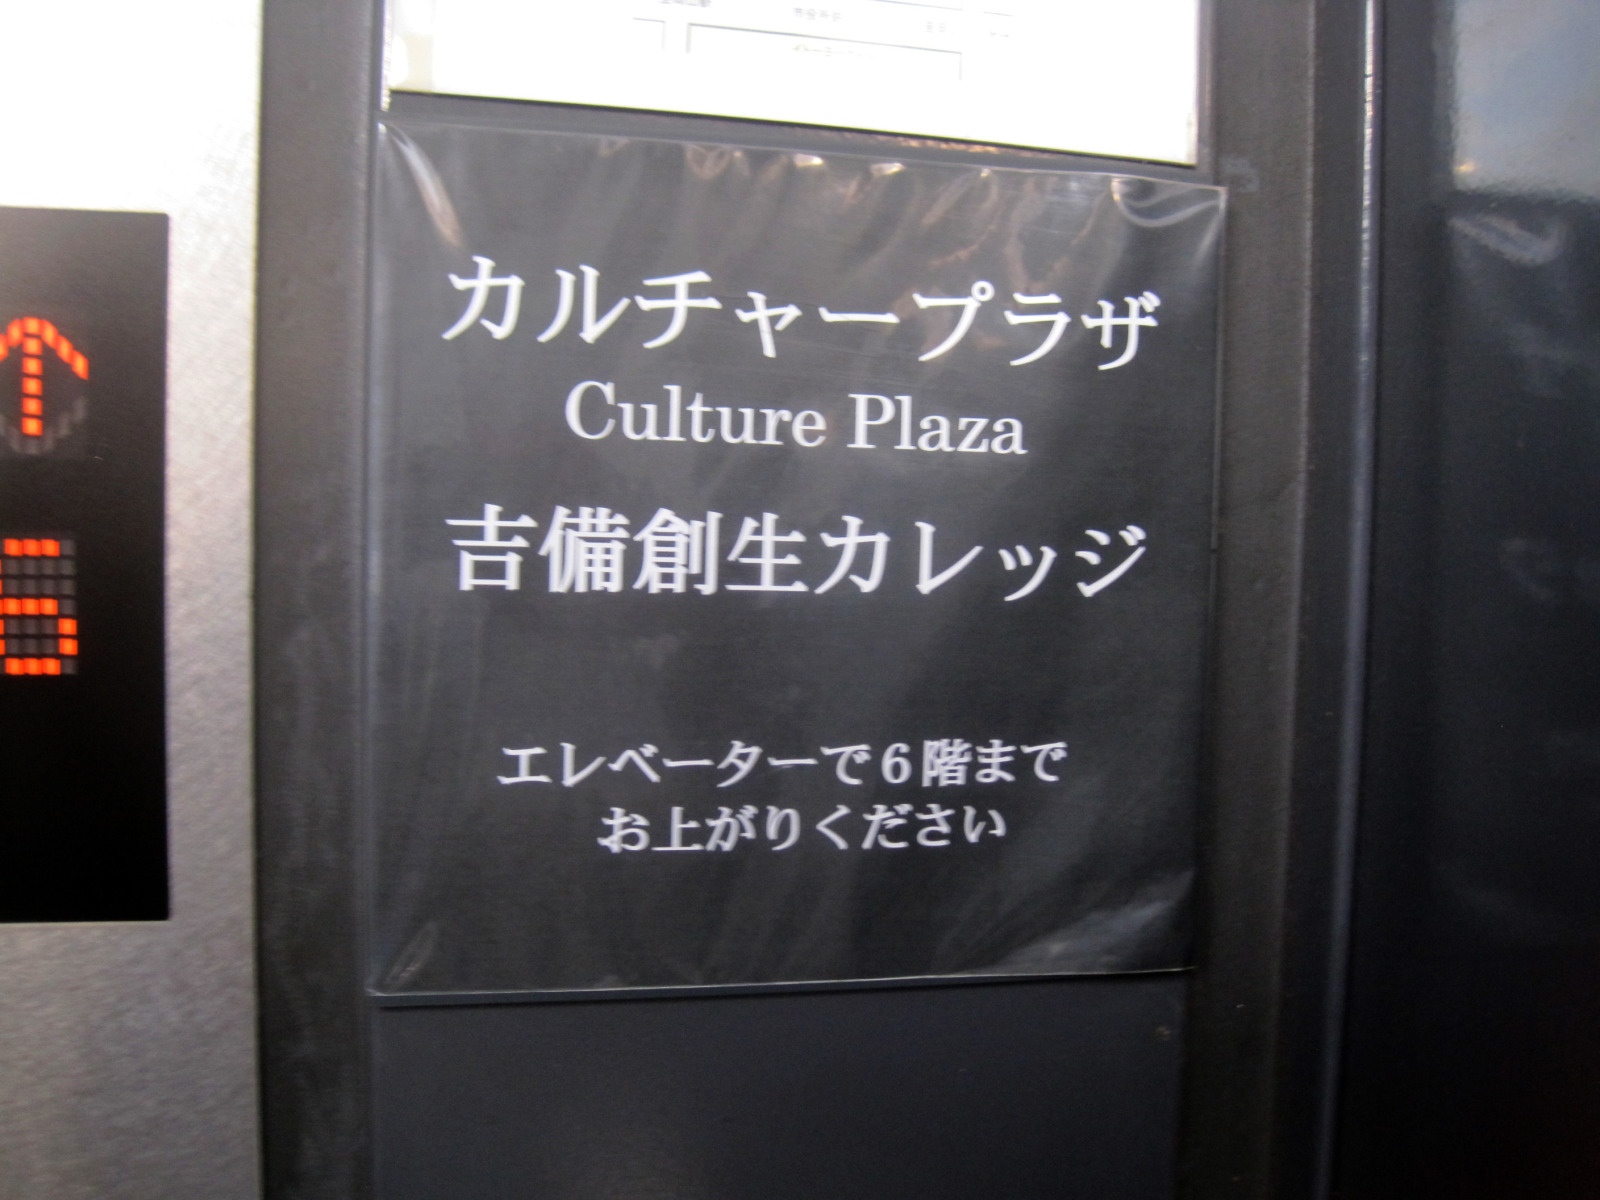 カルチャープラザ
Culture Plaza
吉備創生カレッジ
エレベーターで6階まで
お上がりください